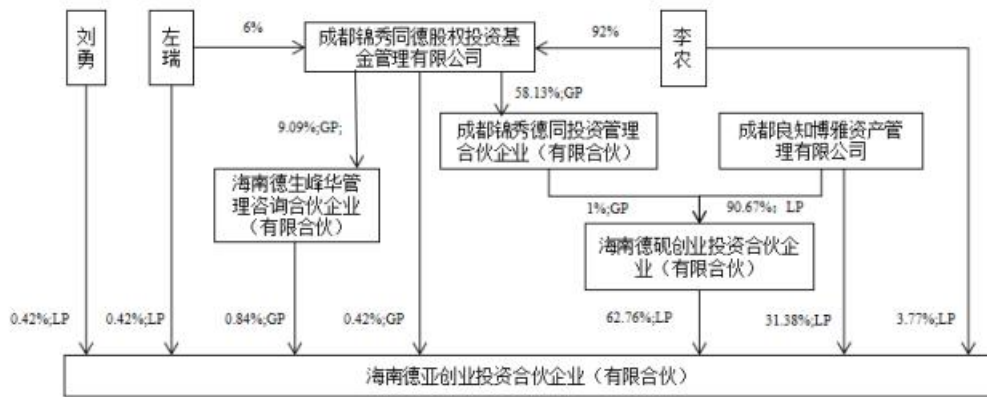 刘勇
左瑞
6%
成都锦秀同德股权投资基
金管理有限公司
92%
李农
58.13%;GP
9.09%;GP;
成都锦秀德同投资管理
合伙企业（有限合伙）
成都良知博雅资产管
理有限公司
海南德生峰华管
理咨询合伙企业
（有限合伙）
1%;GP
90.67%；LP
海南德砚创业投资合伙企
业（有限合伙）
0.42%;LP
0.42%;LP
0.84%;GP
0.42%;GP
62.76%;LP
31.38%;LP
3.77%;LP
海南德亚创业投资合伙企业（有限合伙）